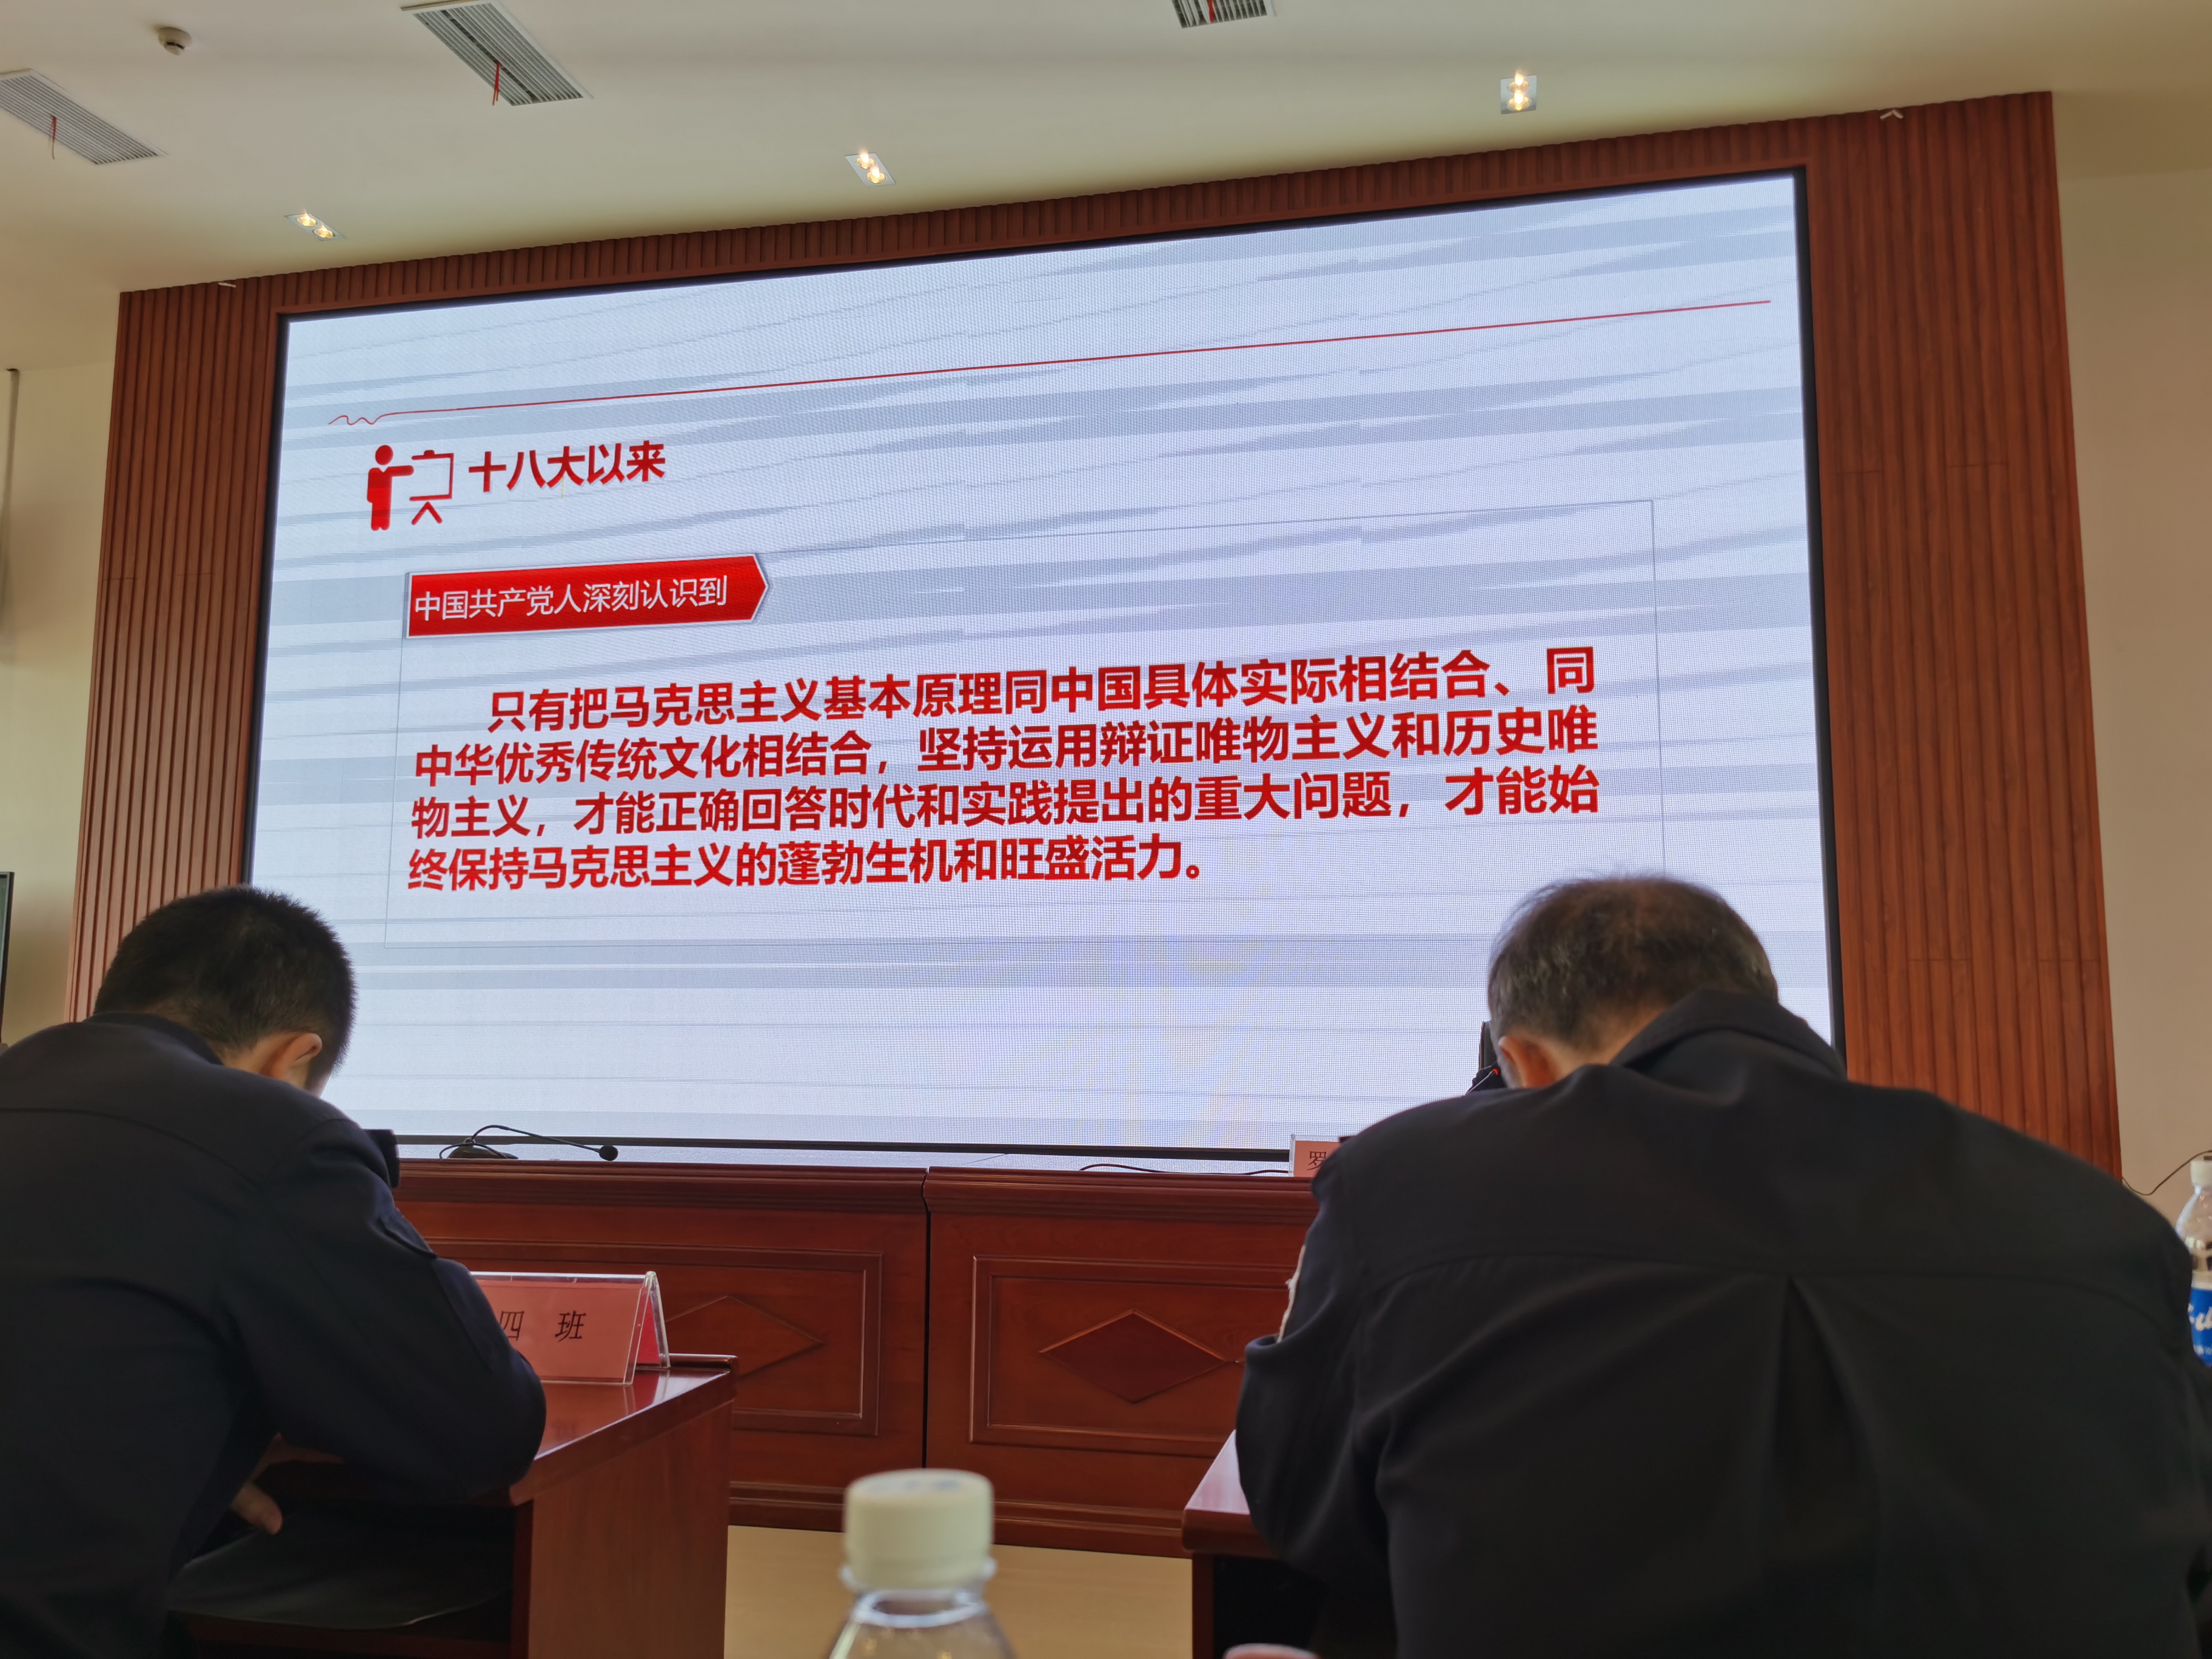 十八大以来
中国共产党人深刻认识到
只有把马克思主义基本原理同中国具体实际相结合、同
中华优秀传统文化相结合，坚持运用辩证唯物主义和历史唯
物主义，才能正确回答时代和实践提出的重大问题，才能始
终保持马克思主义的蓬勃生机和旺盛活力。
罗
四 班